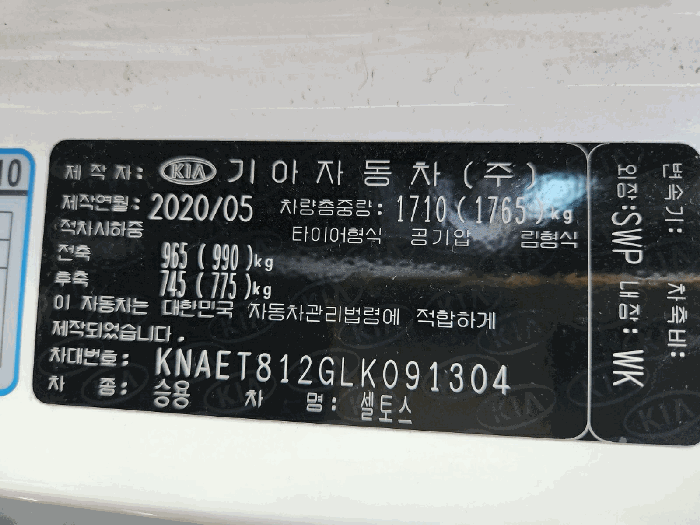 10
제 작 자: KIA 기아자동차(주)
제작연월: 2020/05 차량총중량: 1710(1765)kg
적차시하중 타이어형식 공기압 림형식
전축 965(990)kg
후축 745(775)kg
이 자동차는 대한민국 자동차관리법령에 적합하게
제작되었습니다.
차대번호: KNAET812GLK091304
차 종: 승용 차 명: 셀토스
변속기: 차축비:
외장:SWP 내장: WK
KIA